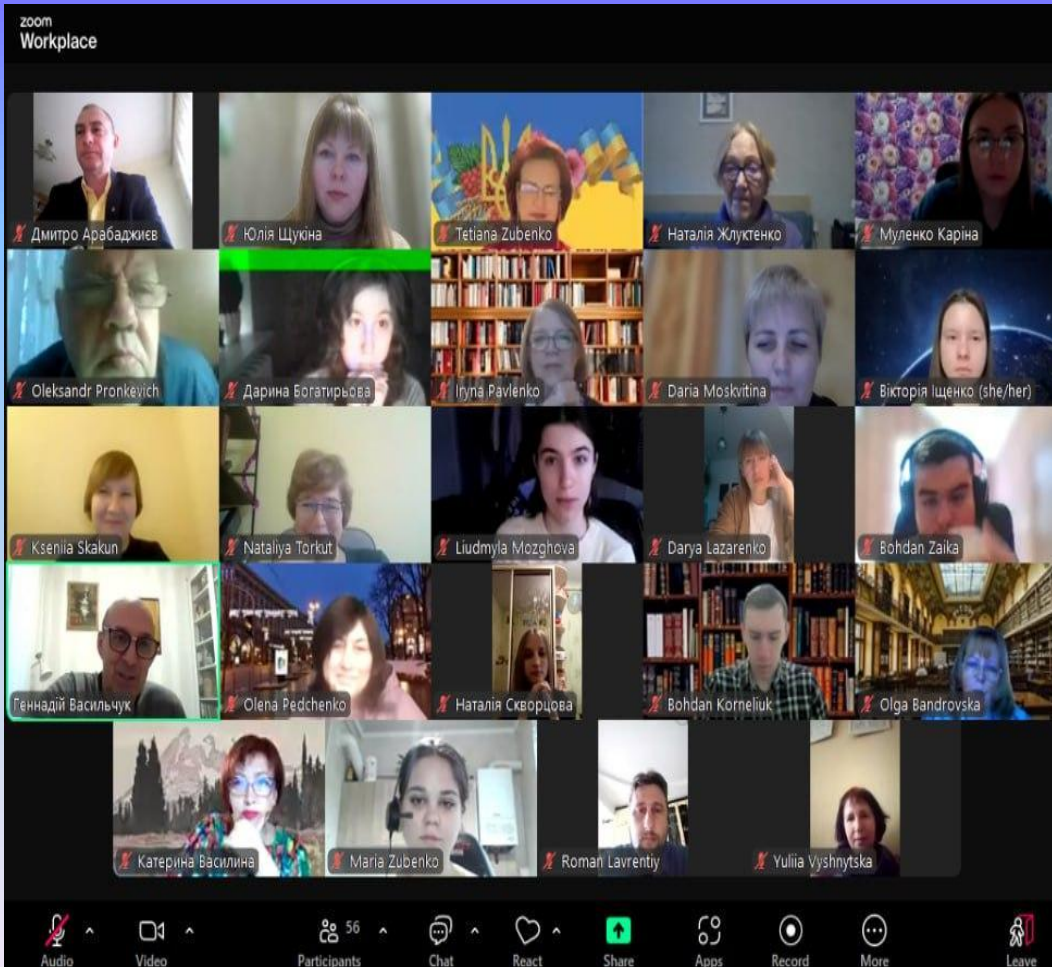 zoom
Workplace
Дмитро Арабаджиєв
Юлія Щукіна
Tetiana Zubenko
Наталія Жлуктенко
Муленко Каріна
Oleksandr Pronkevich
Дарина Богатирьова
Iryna Pavlenko
Daria Moskvitina
Вікторія Іщенко (she/her)
Kseniia Skakun
Nataliya Torkut
Liudmyla Mozghova
Darya Lazarenko
Bohdan Zaika
Геннадій Васильчук
Olena Pedchenko
Наталія Скворцова
Bohdan Korneliuk
Olga Bandrovska
Катерина Василина
Maria Zubenko
Roman Lavrentiy
Yuliia Vyshnytska
Audio
Video
56
Participants
Chat
React
Share
Apps
Record
More
Leave